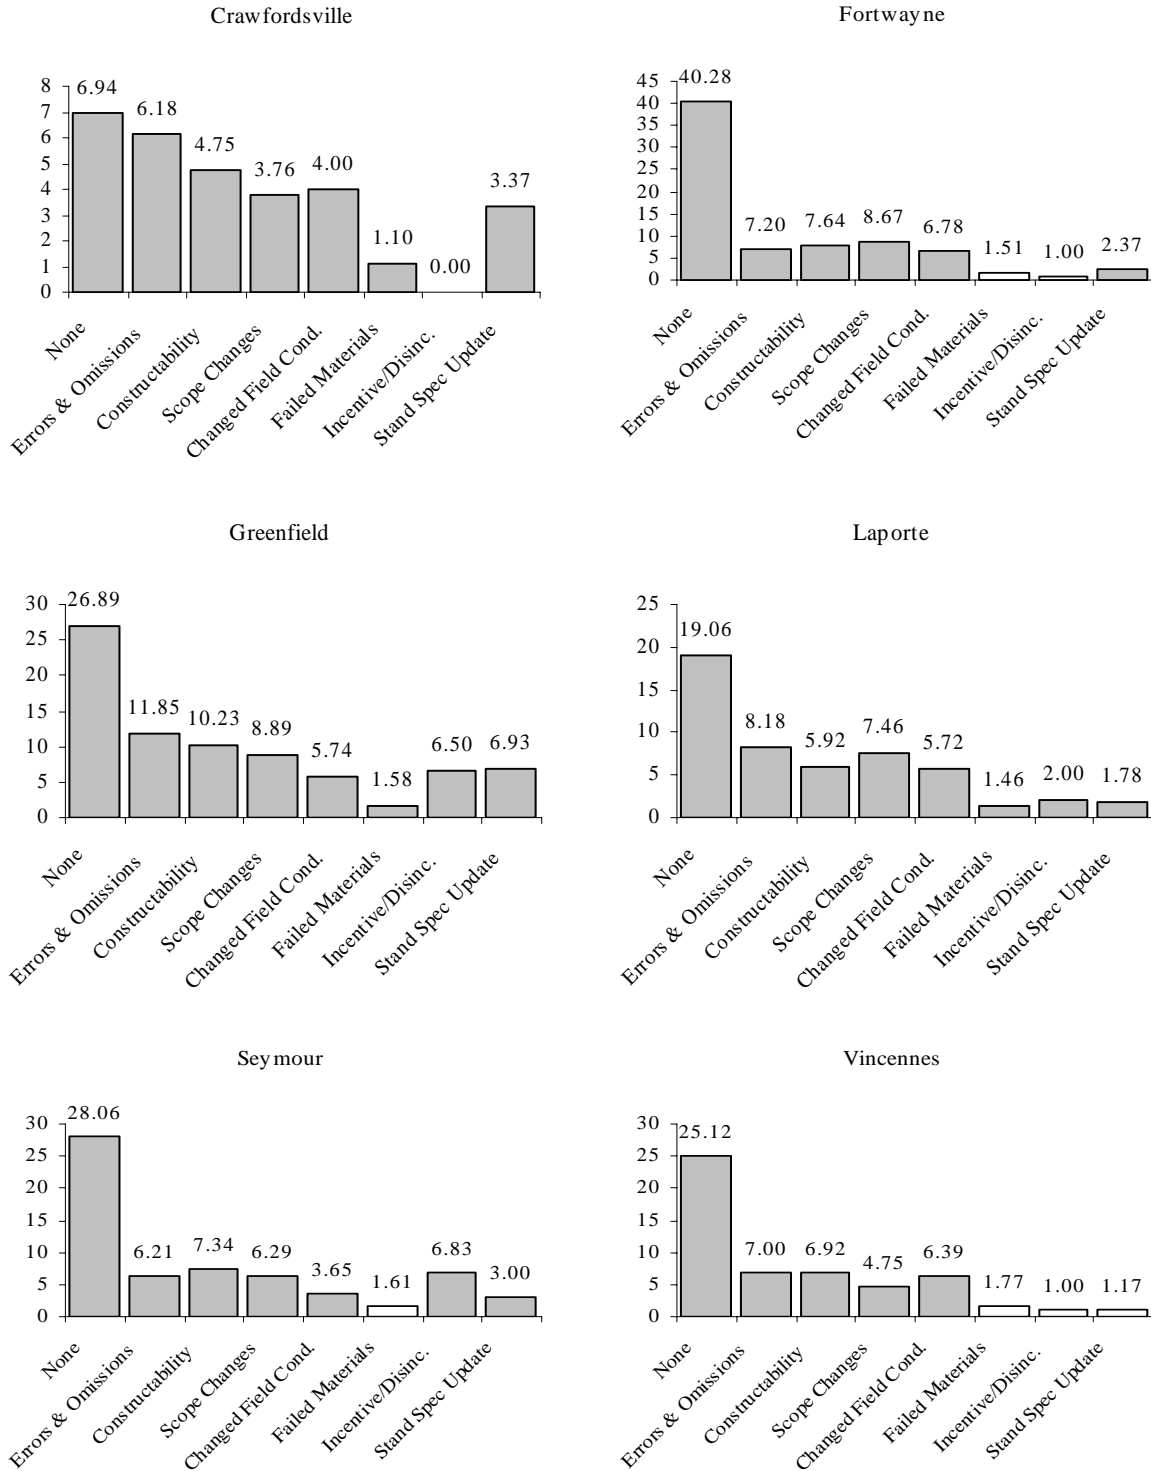 Crawfordsville
8
7
6
5
4
3
2
1
0
6.94
6.18
4.75
3.76
4.00
1.10
0.00
3.37
None
Errors & Omissions
Constructability
Scope Changes
Changed Field Cond.
Failed Materials
Incentive/Disinc.
Stand Spec Update
Fortwayne
45
40
35
30
25
20
15
10
5
0
40.28
7.20
7.64
8.67
6.78
1.51
1.00
2.37
None
Errors & Omissions
Constructability
Scope Changes
Changed Field Cond.
Failed Materials
Incentive/Disinc.
Stand Spec Update
Greenfield
30
25
20
15
10
5
0
26.89
11.85
10.23
8.89
5.74
1.58
6.50
6.93
None
Errors & Omissions
Constructability
Scope Changes
Changed Field Cond.
Failed Materials
Incentive/Disinc.
Stand Spec Update
Laporte
25
20
15
10
5
0
19.06
8.18
5.92
7.46
5.72
1.46
2.00
1.78
None
Errors & Omissions
Constructability
Scope Changes
Changed Field Cond.
Failed Materials
Incentive/Disinc.
Stand Spec Update
Seymour
30
25
20
15
10
5
0
28.06
6.21
7.34
6.29
3.65
1.61
6.83
3.00
None
Errors & Omissions
Constructability
Scope Changes
Changed Field Cond.
Failed Materials
Incentive/Disinc.
Stand Spec Update
Vincennes
30
25
20
15
10
5
0
25.12
7.00
6.92
4.75
6.39
1.77
1.00
1.17
None
Errors & Omissions
Constructability
Scope Changes
Changed Field Cond.
Failed Materials
Incentive/Disinc.
Stand Spec Update